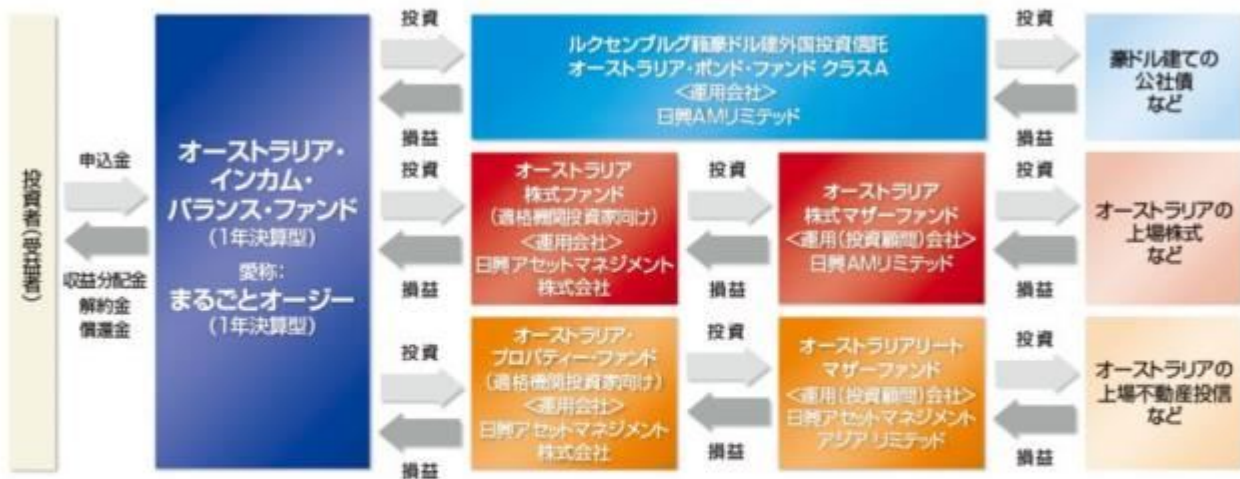 投資者(受益者)
申込金
収益分配金
解約金
償還金
オーストラリア・
インカム・
バランス・ファンド
(1年決算型)
愛称:
まるごとオージー
(1年決算型)
投資
損益
ルクセンブルグ籍豪ドル建外国投資信託
オーストラリア・ボンド・ファンド クラスA
<運用会社>
日興AMリミテッド
投資
損益
豪ドル建ての
公社債
など
投資
損益
オーストラリア
株式ファンド
(適格機関投資家向け)
<運用会社>
日興アセットマネジメント
株式会社
投資
損益
オーストラリア
株式マザーファンド
<運用(投資顧問)会社>
日興AMリミテッド
投資
損益
オーストラリアの
上場株式
など
投資
損益
オーストラリア・
プロパティー・ファンド
(適格機関投資家向け)
<運用会社>
日興アセットマネジメント
株式会社
投資
損益
オーストラリアリート
マザーファンド
<運用(投資顧問)会社>
日興アセットマネジメント
アジア リミテッド
投資
損益
オーストラリアの
上場不動産投信
など